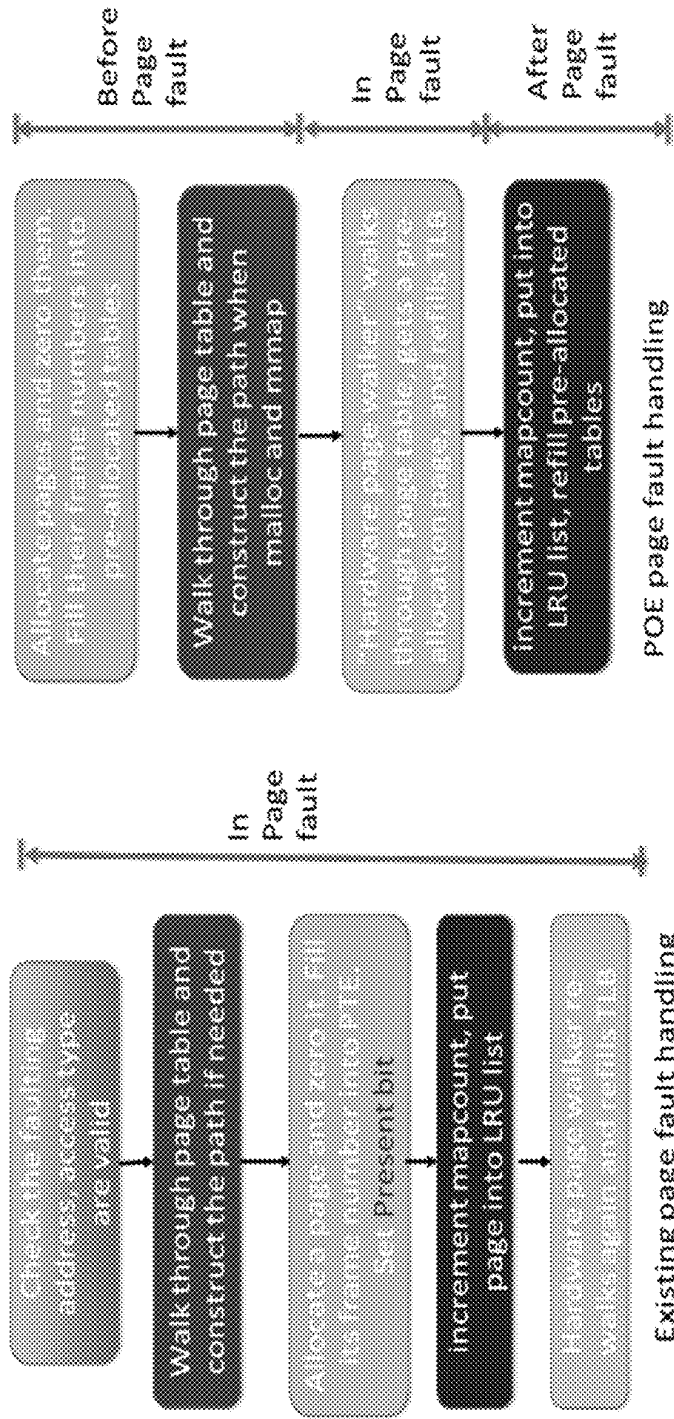 Check the faulting
address, access type
are valid
Walk through page table and
construct the path if needed
Allocate a page and zero it. Fill
its frame number into PTE.
Set Present bit
increment mapcount, put
page into LRU list
Hardware page walker re-
walks again and refills TLB
In
Page
fault
Existing page fault handling
Allocate pages and zero them.
Fill their frame numbers into
pre-allocated table.
Walk through page table and
construct the path when
malloc and mmap
"Hardware page walker" walks
through page table, gets a pre-
allocation pages, and refills TLB
increment mapcount, put into
LRU list, refill pre-allocated
tables
Before
Page
fault
In
Page
fault
After
Page
fault
POE page fault handling